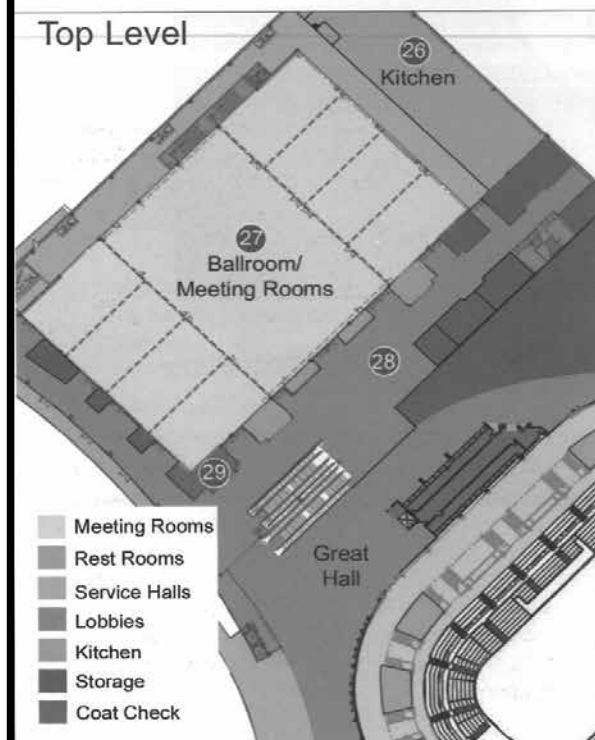 Top Level
26
Kitchen
27
Ballroom/
Meeting Rooms
28
29
Great
Hall
Meeting Rooms
Rest Rooms
Service Halls
Lobbies
Kitchen
Storage
Coat Check